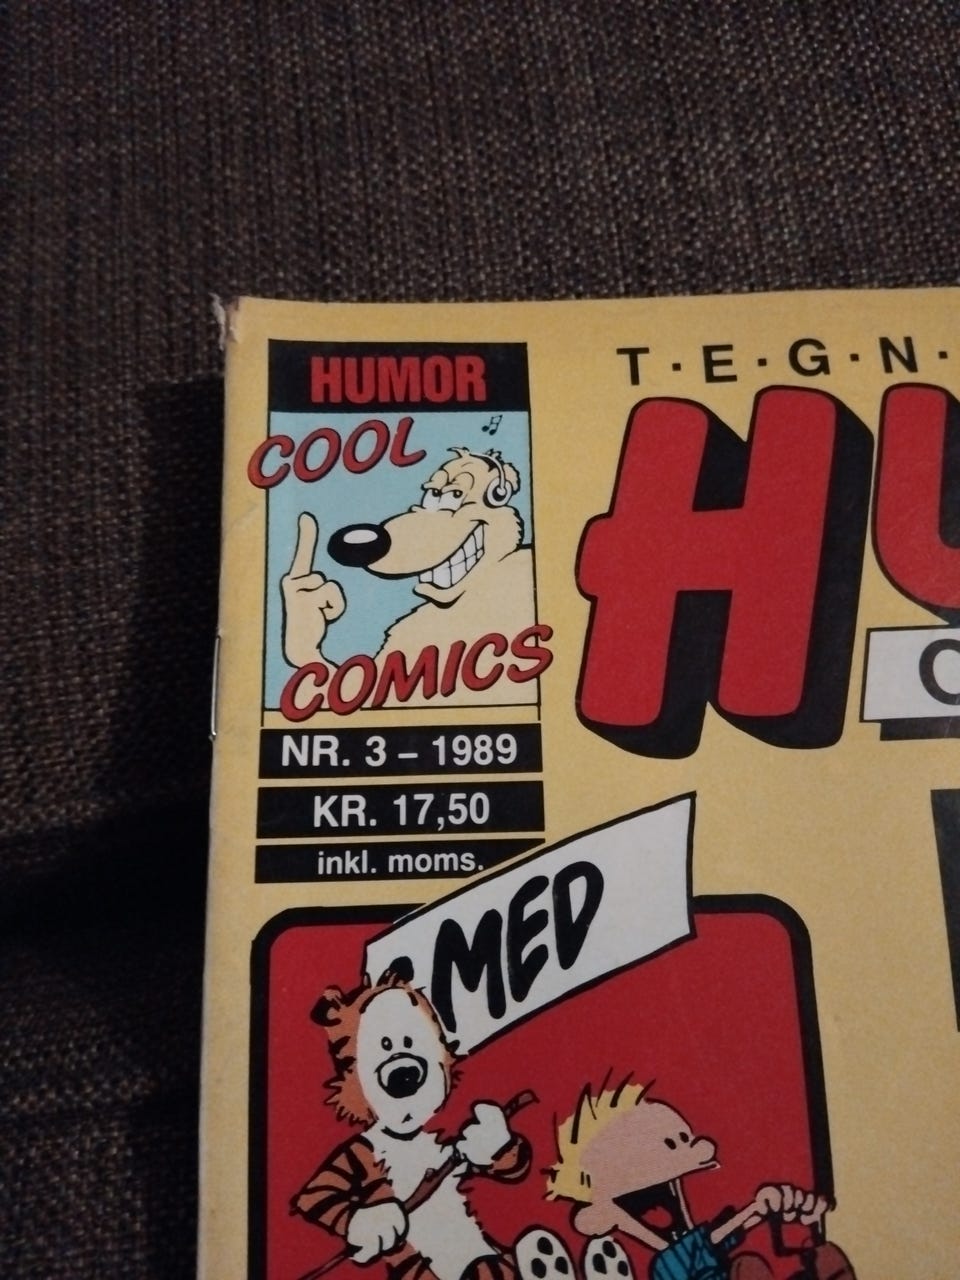 HUMOR
COOL
COMICS
NR. 3 – 1989
KR. 17,50
inkl. moms.
T·E·G·N·
H
MED